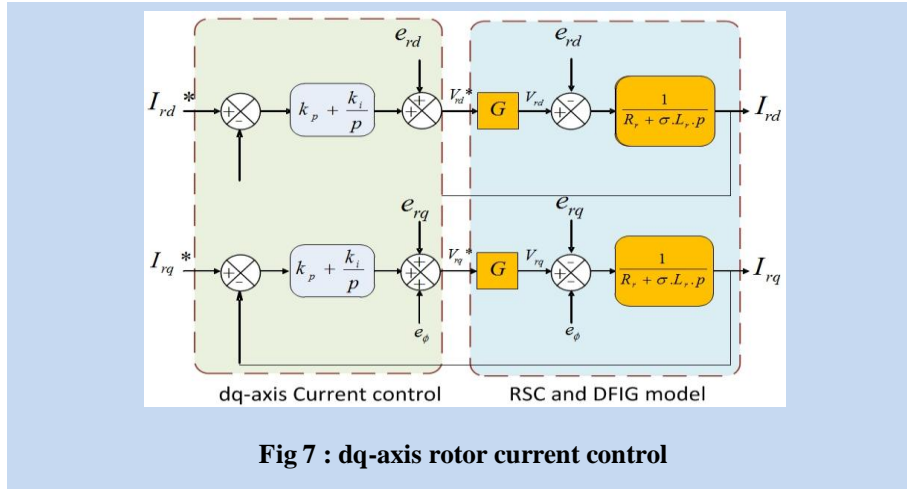 e_rd e_rd
I_rd * + - k_p + k_i/p + + V_rd* G V_rd + - 1/(R_r + σ.L_r.p) I_rd
e_rq e_rq
I_rq * + - k_p + k_i/p + + + V_rq* G V_rq + - - 1/(R_r + σ.L_r.p) I_rq
e_ϕ e_ϕ
dq-axis Current control RSC and DFIG model
Fig 7 : dq-axis rotor current control